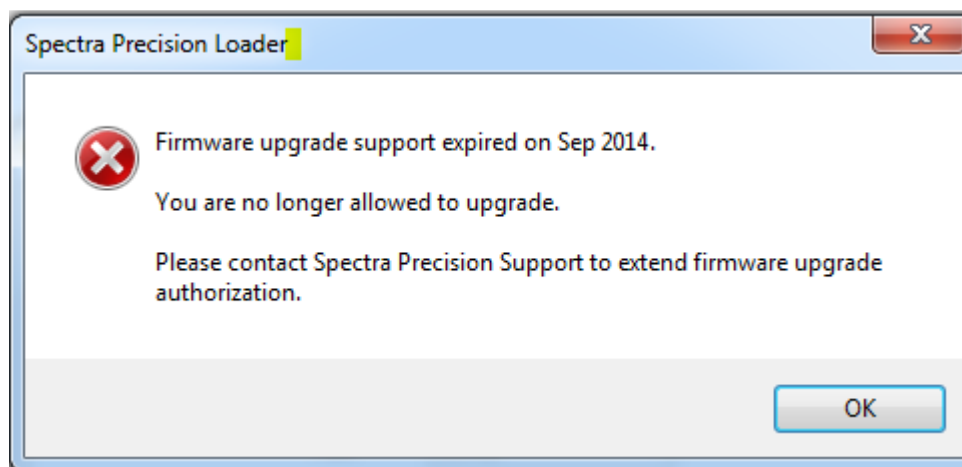 Spectra Precision Loader
Firmware upgrade support expired on Sep 2014.
You are no longer allowed to upgrade.
Please contact Spectra Precision Support to extend firmware upgrade
authorization.
OK